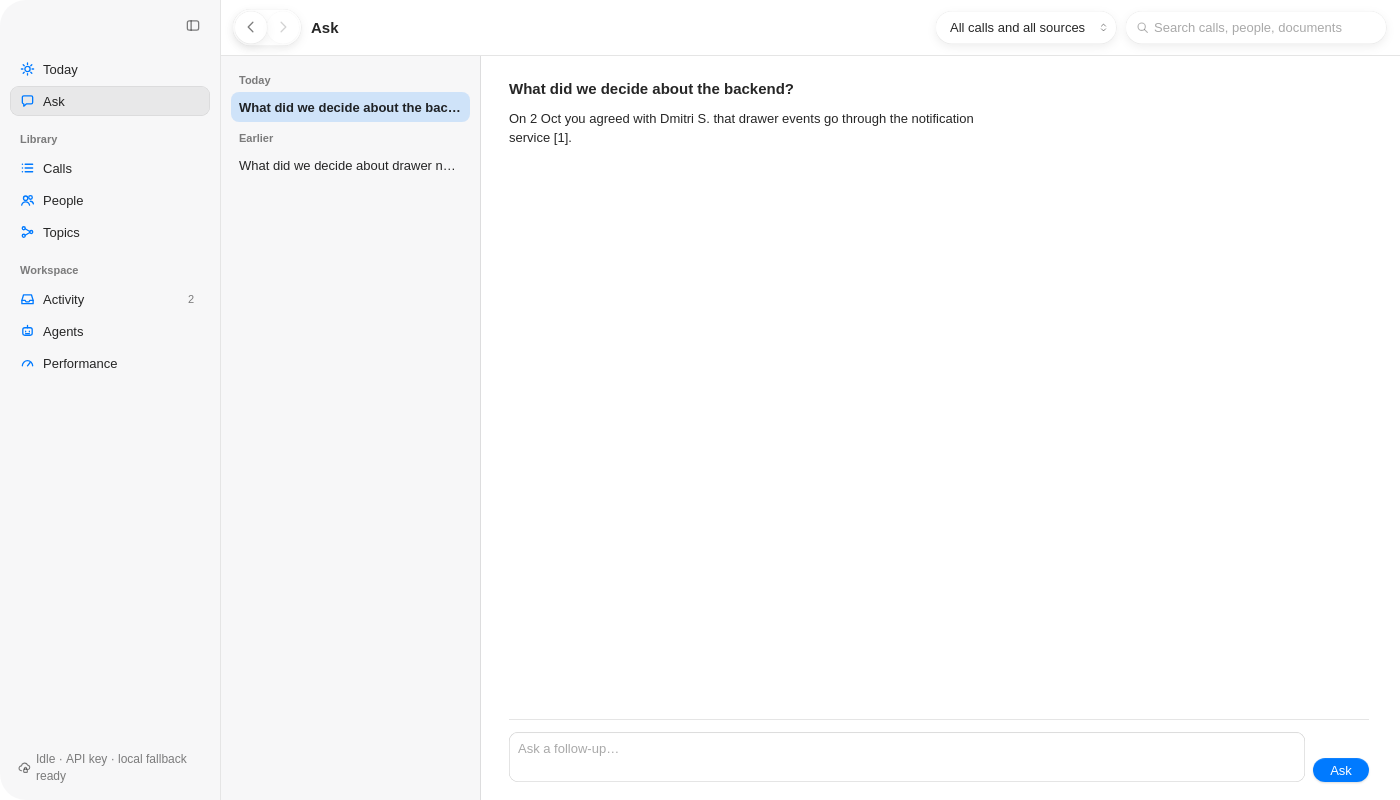 Today
Ask
Library
Calls
People
Topics
Workspace
Activity 2
Agents
Performance
Idle · API key · local fallback
ready
Ask
All calls and all sources
Search calls, people, documents
Today
What did we decide about the bac…
Earlier
What did we decide about drawer n…
What did we decide about the backend?
On 2 Oct you agreed with Dmitri S. that drawer events go through the notification
service [1].
Ask a follow-up…
Ask